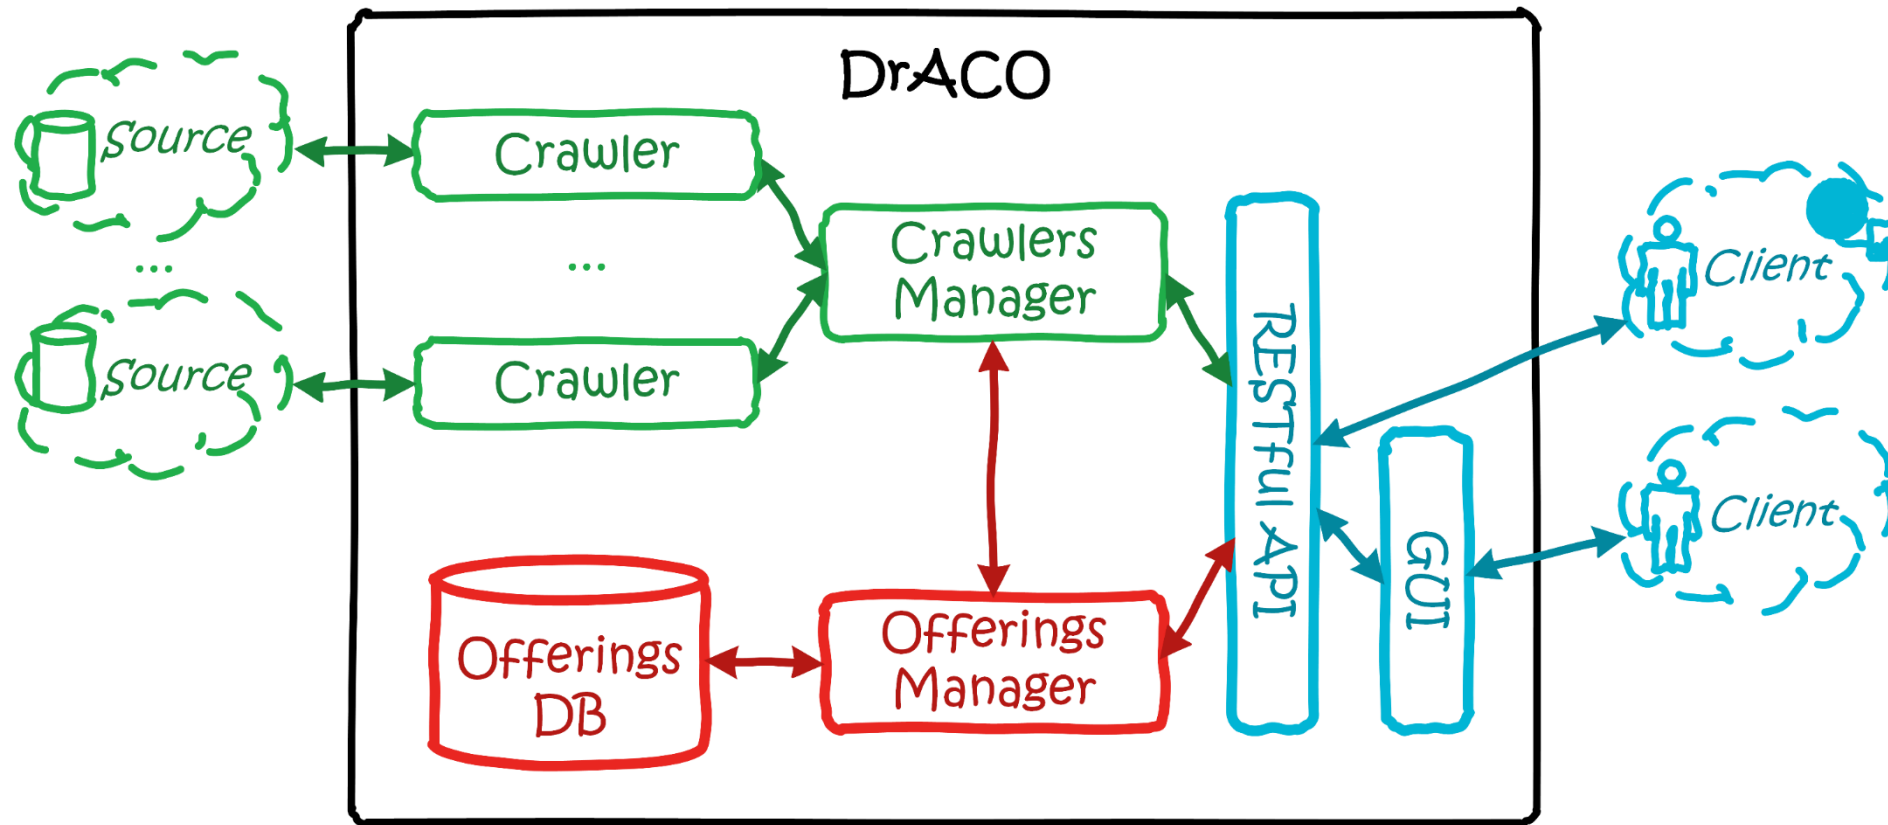 DrACO
Source
Crawler
...
...
Source
Crawler
Crawlers
Manager
Offerings
DB
Offerings
Manager
RESTful API
GUI
Client
Client